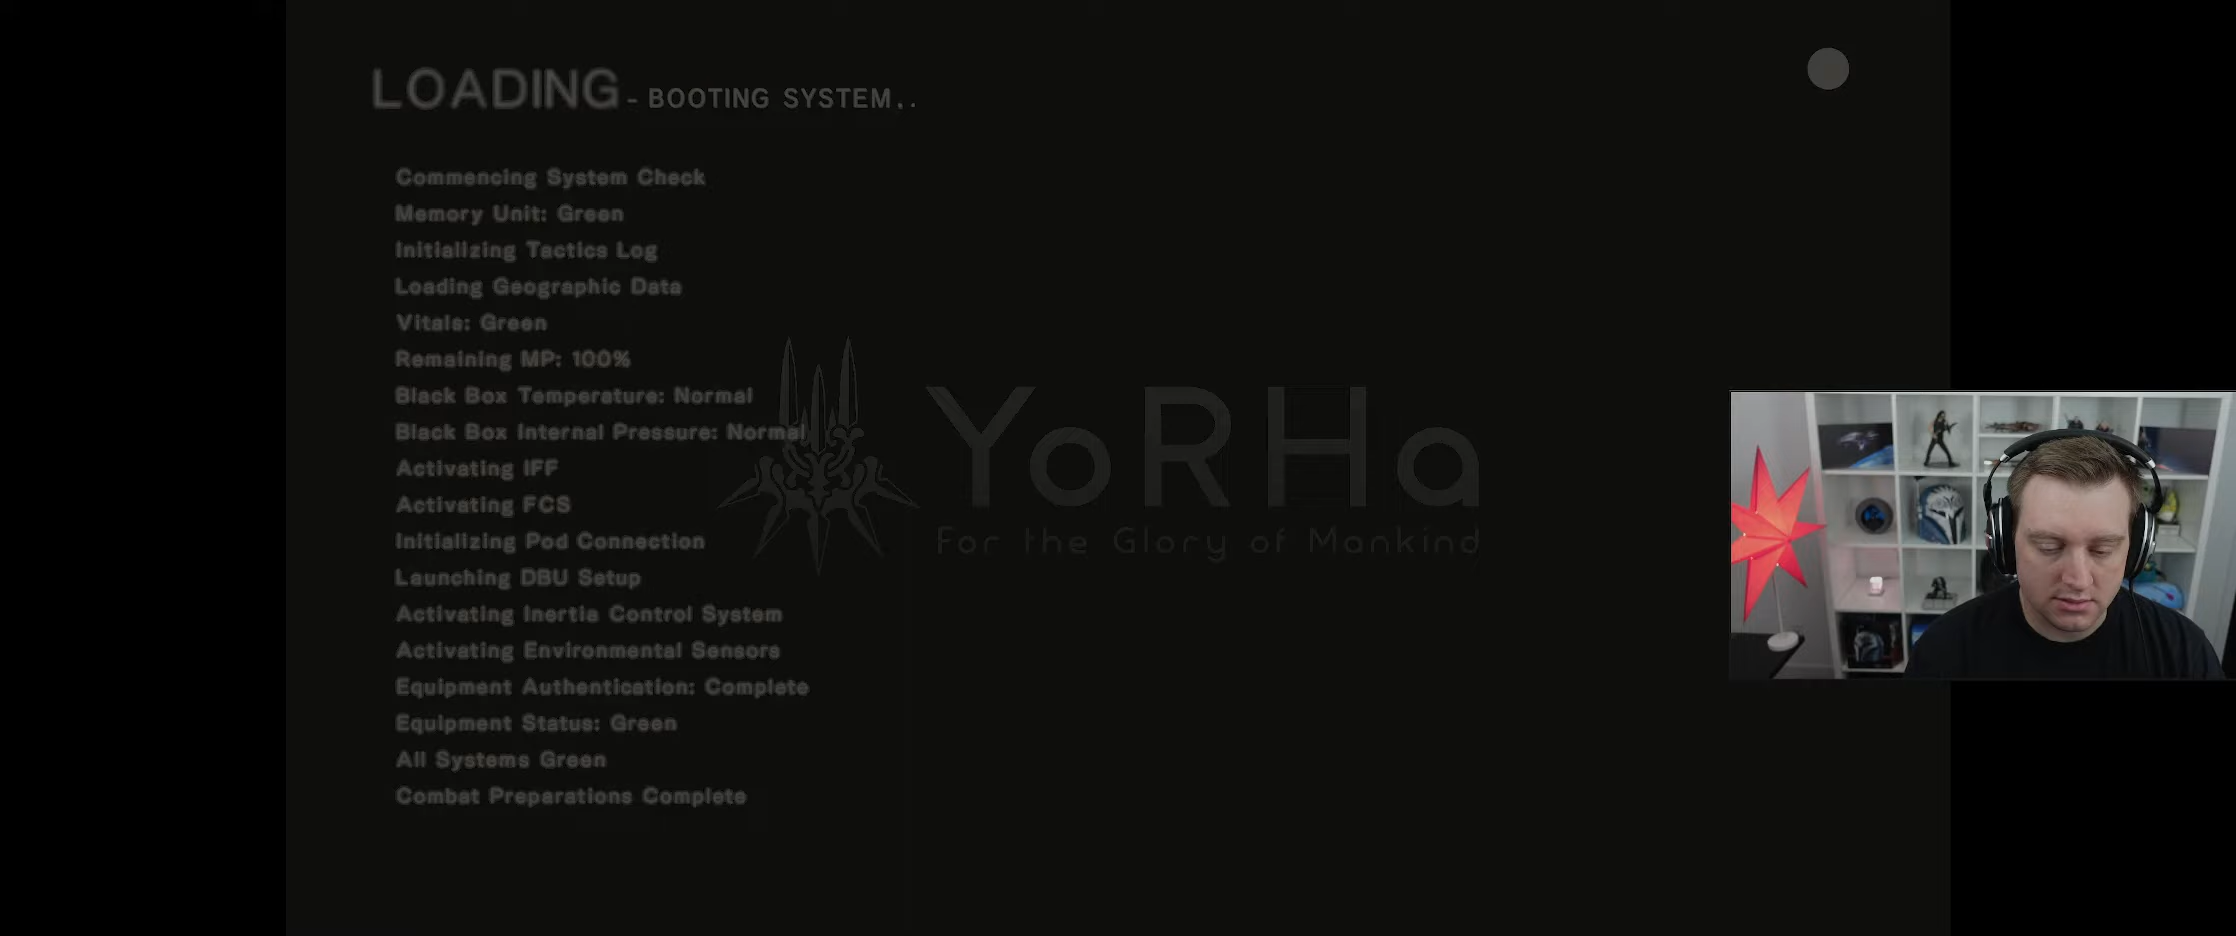 LOADING - BOOTING SYSTEM..
Commencing System Check
Memory Unit: Green
Initializing Tactics Log
Loading Geographic Data
Vitals: Green
Remaining MP: 100%
Black Box Temperature: Normal
Black Box Internal Pressure: Normal
Activating IFF
Activating FCS
Initializing Pod Connection
Launching DBU Setup
Activating Inertia Control System
Activating Environmental Sensors
Equipment Authentication: Complete
Equipment Status: Green
All Systems Green
Combat Preparations Complete
YoRHa
For the Glory of Mankind